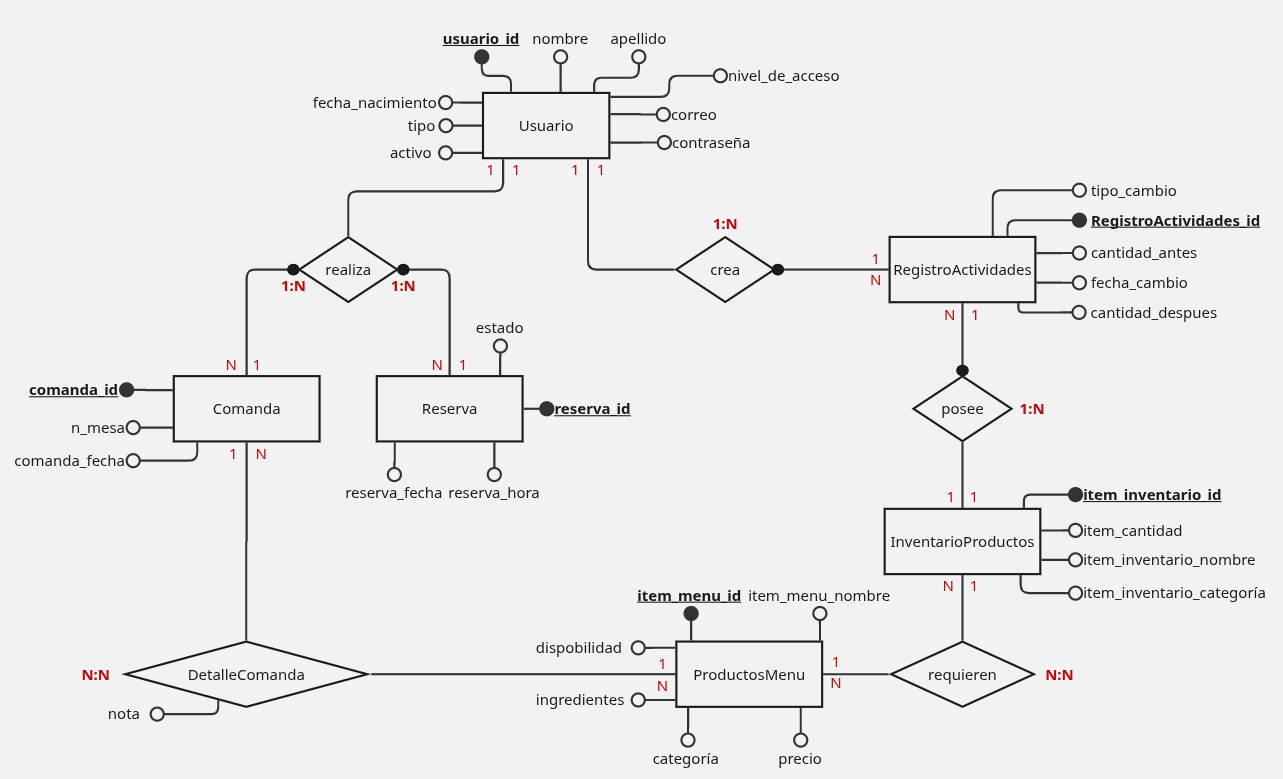 usuario_id nombre apellido
nivel_de_acceso
fecha_nacimiento
correo
tipo
Usuario
contraseña
activo
1 1 1 1
tipo_cambio
1:N
RegistroActividades_id
cantidad_antes
1
realiza
crea
RegistroActividades
N
fecha_cambio
1:N 1:N
cantidad_despues
N 1
estado
N 1 N 1
comanda_id
Comanda
Reserva
reserva_id
posee
1:N
n_mesa
1 N
comanda_fecha
reserva_fecha reserva_hora
1 1
item_inventario_id
item_cantidad
InventarioProductos
item_inventario_nombre
N 1
item_inventario_categoría
item_menu_id item_menu_nombre
dispobilidad
1 1
N:N
DetalleComanda
ProductosMenu
requieren
N:N
N N
ingredientes
nota
categoría precio